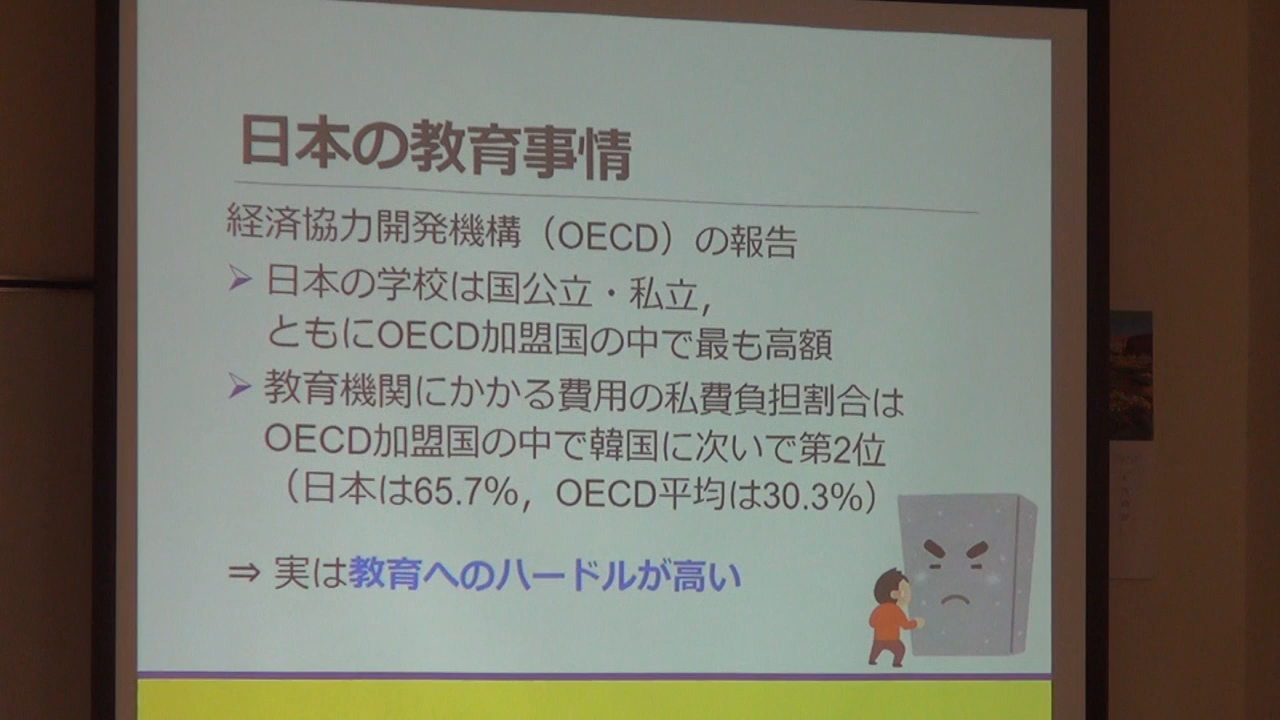 日本の教育事情
経済協力開発機構（OECD）の報告
日本の学校は国公立・私立，
ともにOECD加盟国の中で最も高額
教育機関にかかる費用の私費負担割合は
OECD加盟国の中で韓国に次いで第2位
（日本は65.7%，OECD平均は30.3%）
⇒ 実は教育へのハードルが高い